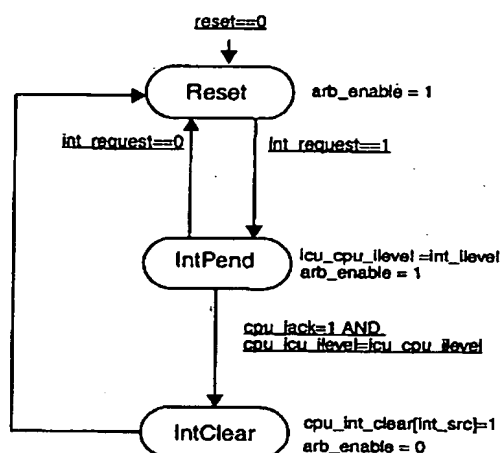 reset==0
Reset
arb_enable = 1
int_request==0
int_request==1
IntPend
icu_cpu_ilevel =int_ilevel
arb_enable = 1
cpu_iack=1 AND
cpu_icu_ilevel=icu_cpu_ilevel
IntClear
cpu_int_clear[int_src]=1
arb_enable = 0